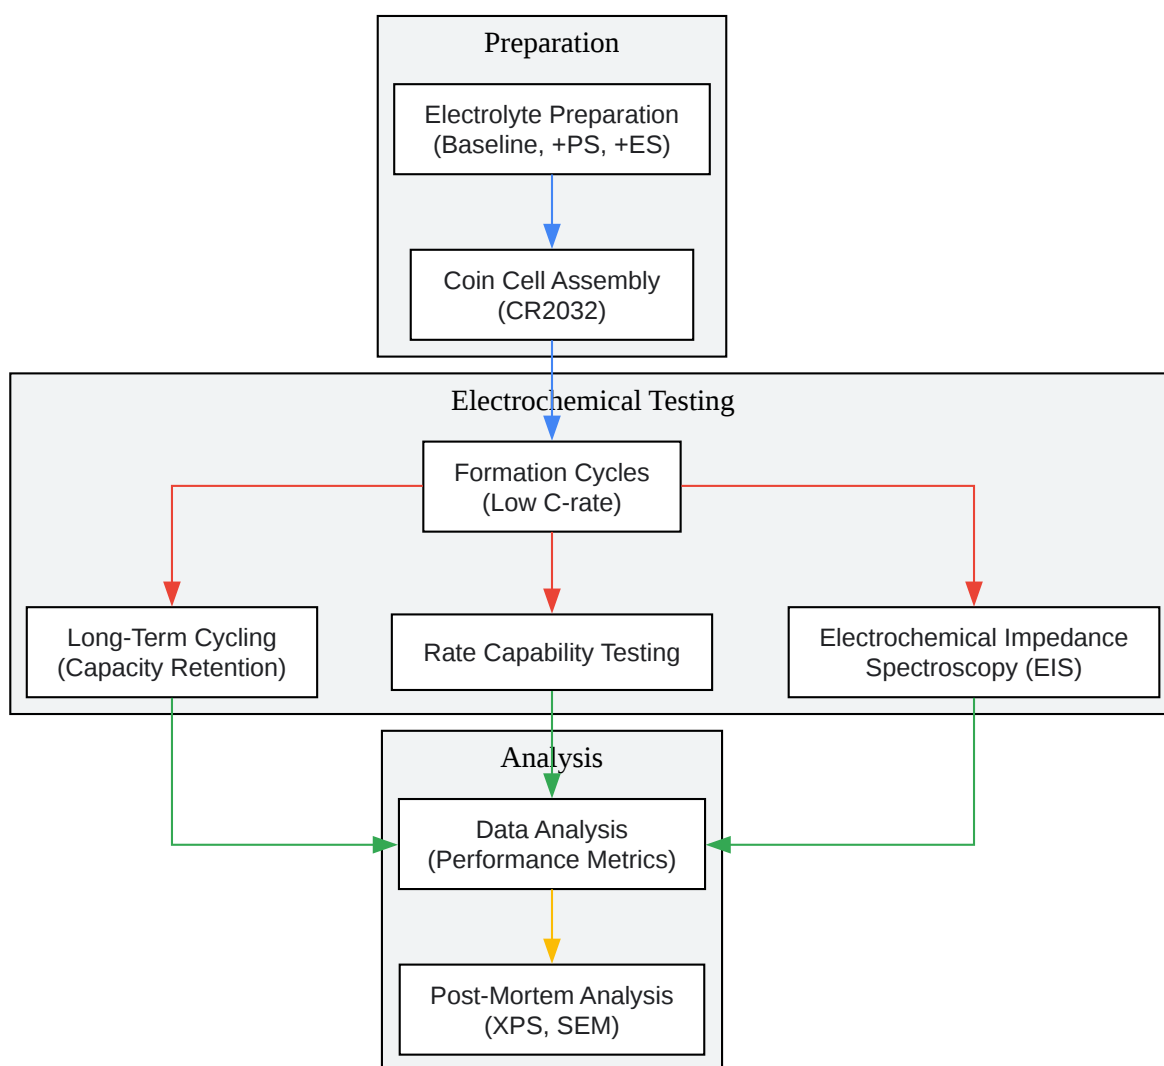 Preparation
Electrolyte Preparation
(Baseline, +PS, +ES)
Coin Cell Assembly
(CR2032)
Electrochemical Testing
Formation Cycles
(Low C-rate)
Long-Term Cycling
(Capacity Retention)
Rate Capability Testing
Electrochemical Impedance
Spectroscopy (EIS)
Analysis
Data Analysis
(Performance Metrics)
Post-Mortem Analysis
(XPS, SEM)